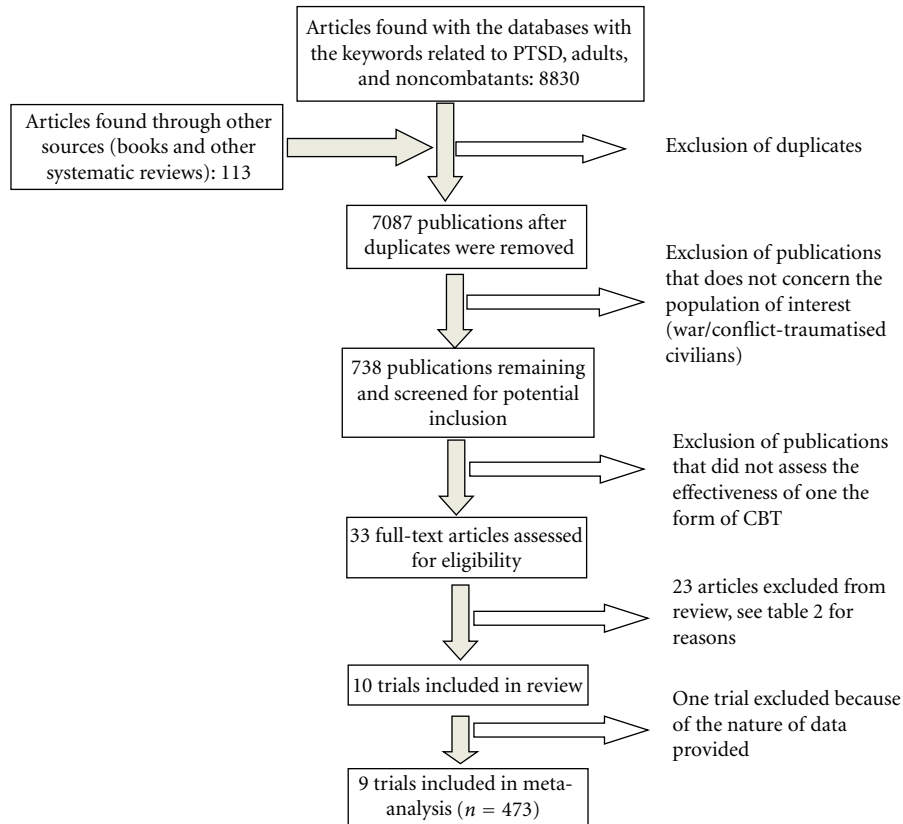 Articles found with the databases with
the keywords related to PTSD, adults,
and noncombatants: 8830
Articles found through other
sources (books and other
systematic reviews): 113
Exclusion of duplicates
7087 publications after
duplicates were removed
Exclusion of publications
that does not concern the
population of interest
(war/conflict-traumatised
civilians)
738 publications remaining
and screened for potential
inclusion
Exclusion of publications
that did not assess the
effectiveness of one the
form of CBT
33 full-text articles assessed
for eligibility
23 articles excluded from
review, see table 2 for
reasons
10 trials included in review
One trial excluded because
of the nature of data
provided
9 trials included in meta-
analysis (n = 473)